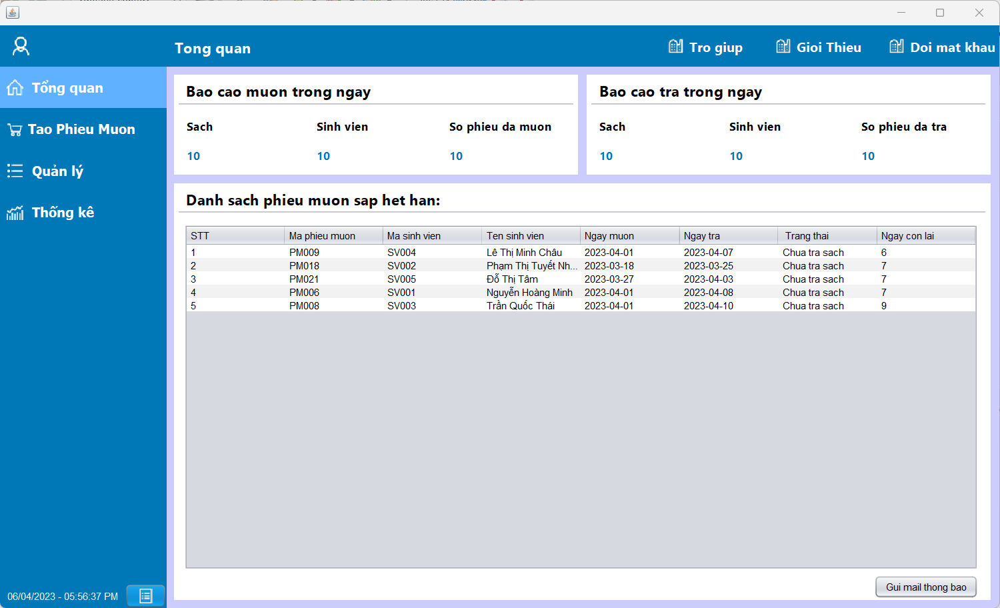 Tong quan
Tro giup
Gioi Thieu
Doi mat khau
Tổng quan
Tao Phieu Muon
Quản lý
Thống kê
Bao cao muon trong ngay
Sach Sinh vien So phieu da muon
10 10 10
Bao cao tra trong ngay
Sach Sinh vien So phieu da tra
10 10 10
Danh sach phieu muon sap het han:
STT Ma phieu muon Ma sinh vien Ten sinh vien Ngay muon Ngay tra Trang thai Ngay con lai
1 PM009 SV004 Lê Thị Minh Châu 2023-04-01 2023-04-07 Chua tra sach 6
2 PM018 SV002 Phạm Thị Tuyết Nh... 2023-03-18 2023-03-25 Chua tra sach 7
3 PM021 SV005 Đỗ Thị Tâm 2023-03-27 2023-04-03 Chua tra sach 7
4 PM006 SV001 Nguyễn Hoàng Minh 2023-04-01 2023-04-08 Chua tra sach 7
5 PM008 SV003 Trần Quốc Thái 2023-04-01 2023-04-10 Chua tra sach 9
Gui mail thong bao
06/04/2023 - 05:56:37 PM